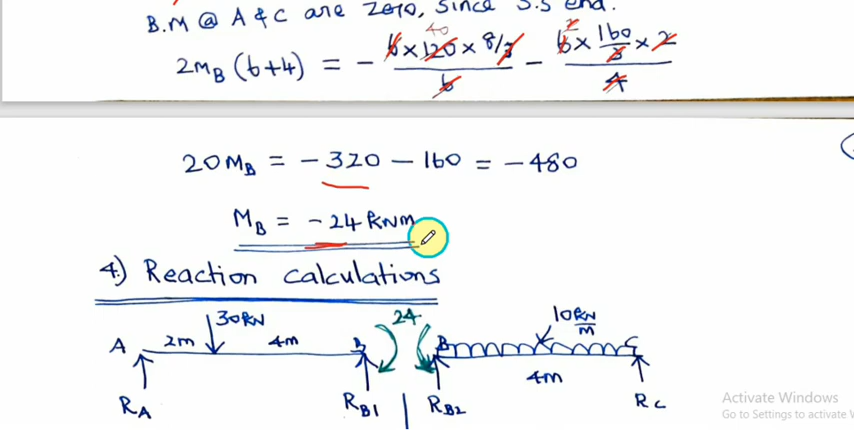 B.M @ A & C are Zero, Since S.S end.
2M_B (6+4) = - 6×120×8/3 / 6 - 6×160/3×2 / 4
40 2
20M_B = -320 - 160 = -480
M_B = -24 kNm
4.) Reaction calculations
30kN 24 10kN/m
A 2m 4m B B C
4m
R_A R_B1 R_B2 R_C
Activate Windows
Go to Settings to activate W